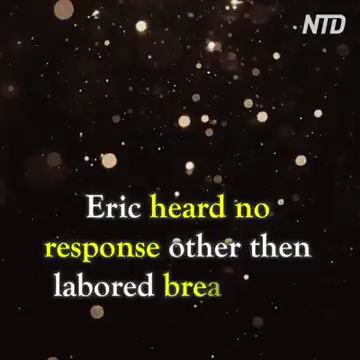 NTD
Eric heard no
response other then
labored brea